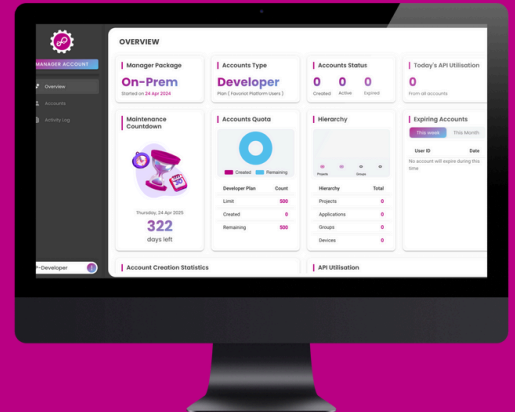 OVERVIEW
MANAGER ACCOUNT
Overview
Accounts
Activity Log
Manager Package
On-Prem
Started on 24 Apr 2024
Accounts Type
Developer
Plan ( Favoriot Platform Users )
Accounts Status
0 0 0
Created Active Expired
Today's API Utilisation
0
From all accounts
Maintenance
Countdown
Thursday, 24 Apr 2025
322
days left
Accounts Quota
Created Remaining
Developer Plan Count
Limit 500
Created 0
Remaining 500
Hierarchy
Projects Groups
Hierarchy Total
Projects 0
Applications 0
Groups 0
Devices 0
Expiring Accounts
This week This Month
User ID Date
No account will expire during this
time
P-Developer
Account Creation Statistics
API Utilisation